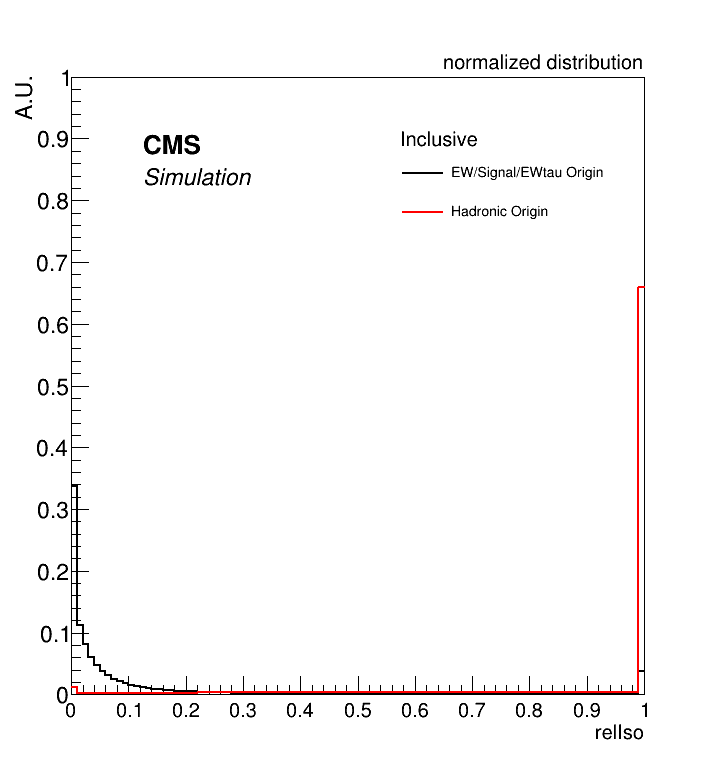 normalized distribution
A.U.
1
0.9
0.8
0.7
0.6
0.5
0.4
0.3
0.2
0.1
0
CMS
Simulation
Inclusive
EW/Signal/EWtau Origin
Hadronic Origin
0 0.1 0.2 0.3 0.4 0.5 0.6 0.7 0.8 0.9 1
relIso